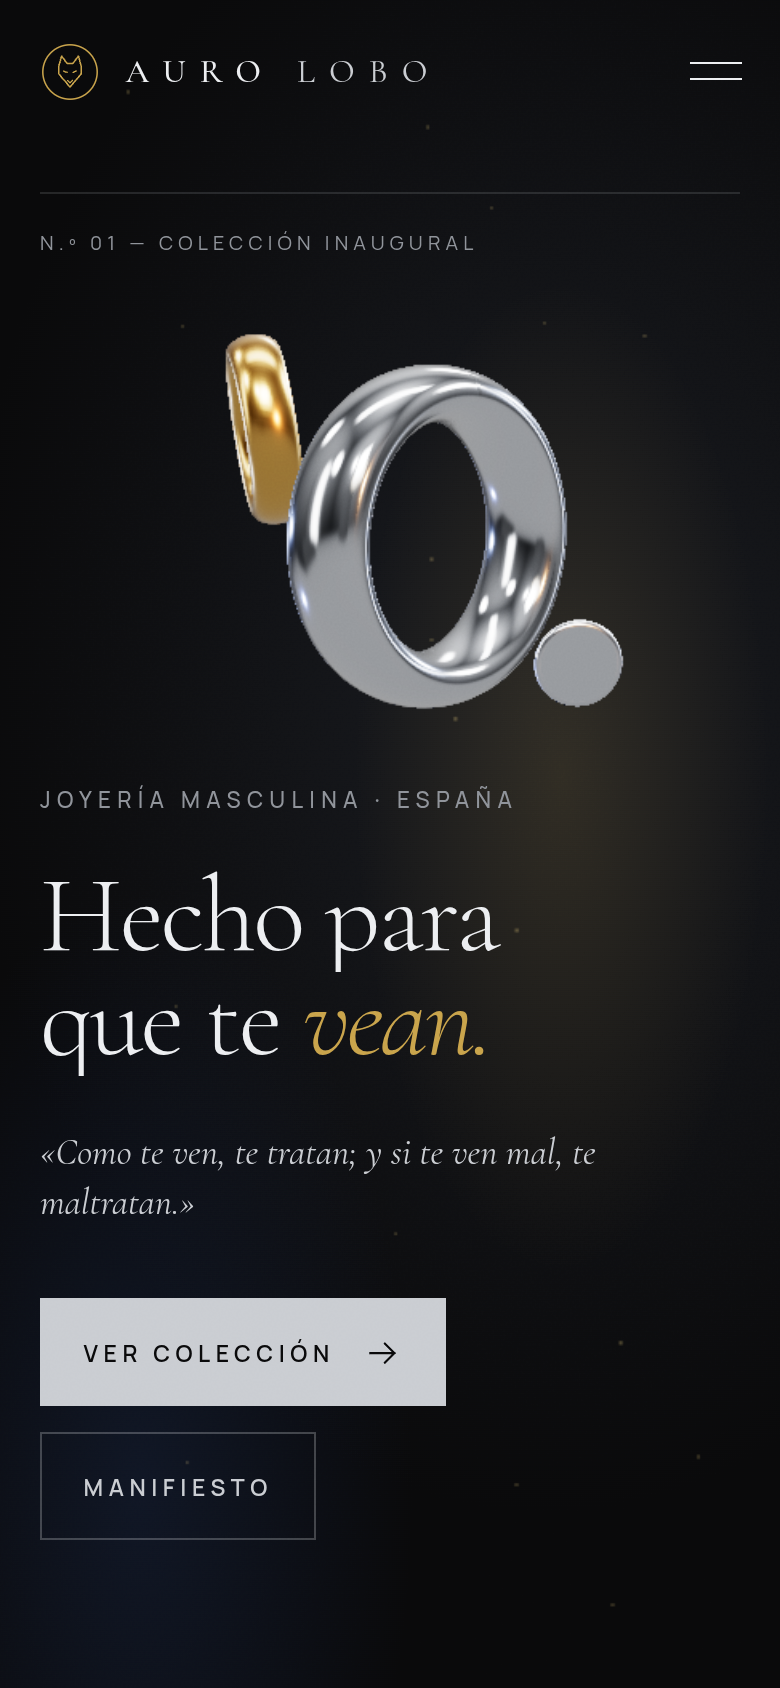 AURO LOBO
N.º 01 — COLECCIÓN INAUGURAL
JOYERÍA MASCULINA · ESPAÑA
Hecho para
que te vean.
«Como te ven, te tratan; y si te ven mal, te
maltratan.»
VER COLECCIÓN →
MANIFIESTO